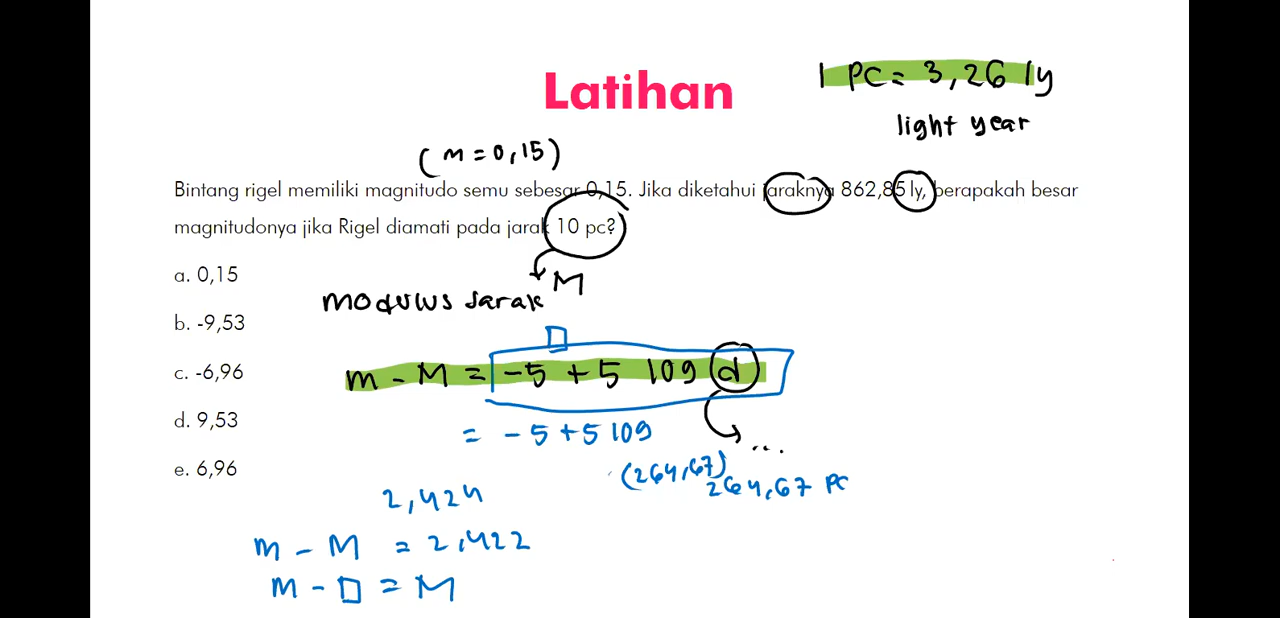 1 PC = 3,26 ly
Latihan
light year
(m = 0,15)
Bintang rigel memiliki magnitudo semu sebesar 0,15. Jika diketahui jaraknya 862,85 ly, berapakah besar
magnitudonya jika Rigel diamati pada jarak 10 pc?
a. 0,15
M
modulus Jarak
b. -9,53
c. -6,96
m - M = -5 + 5 log d
d. 9,53
= -5 + 5 log
...
e. 6,96
(264,67)
264,67 PC
2,424
m - M = 2,422
m - □ = M